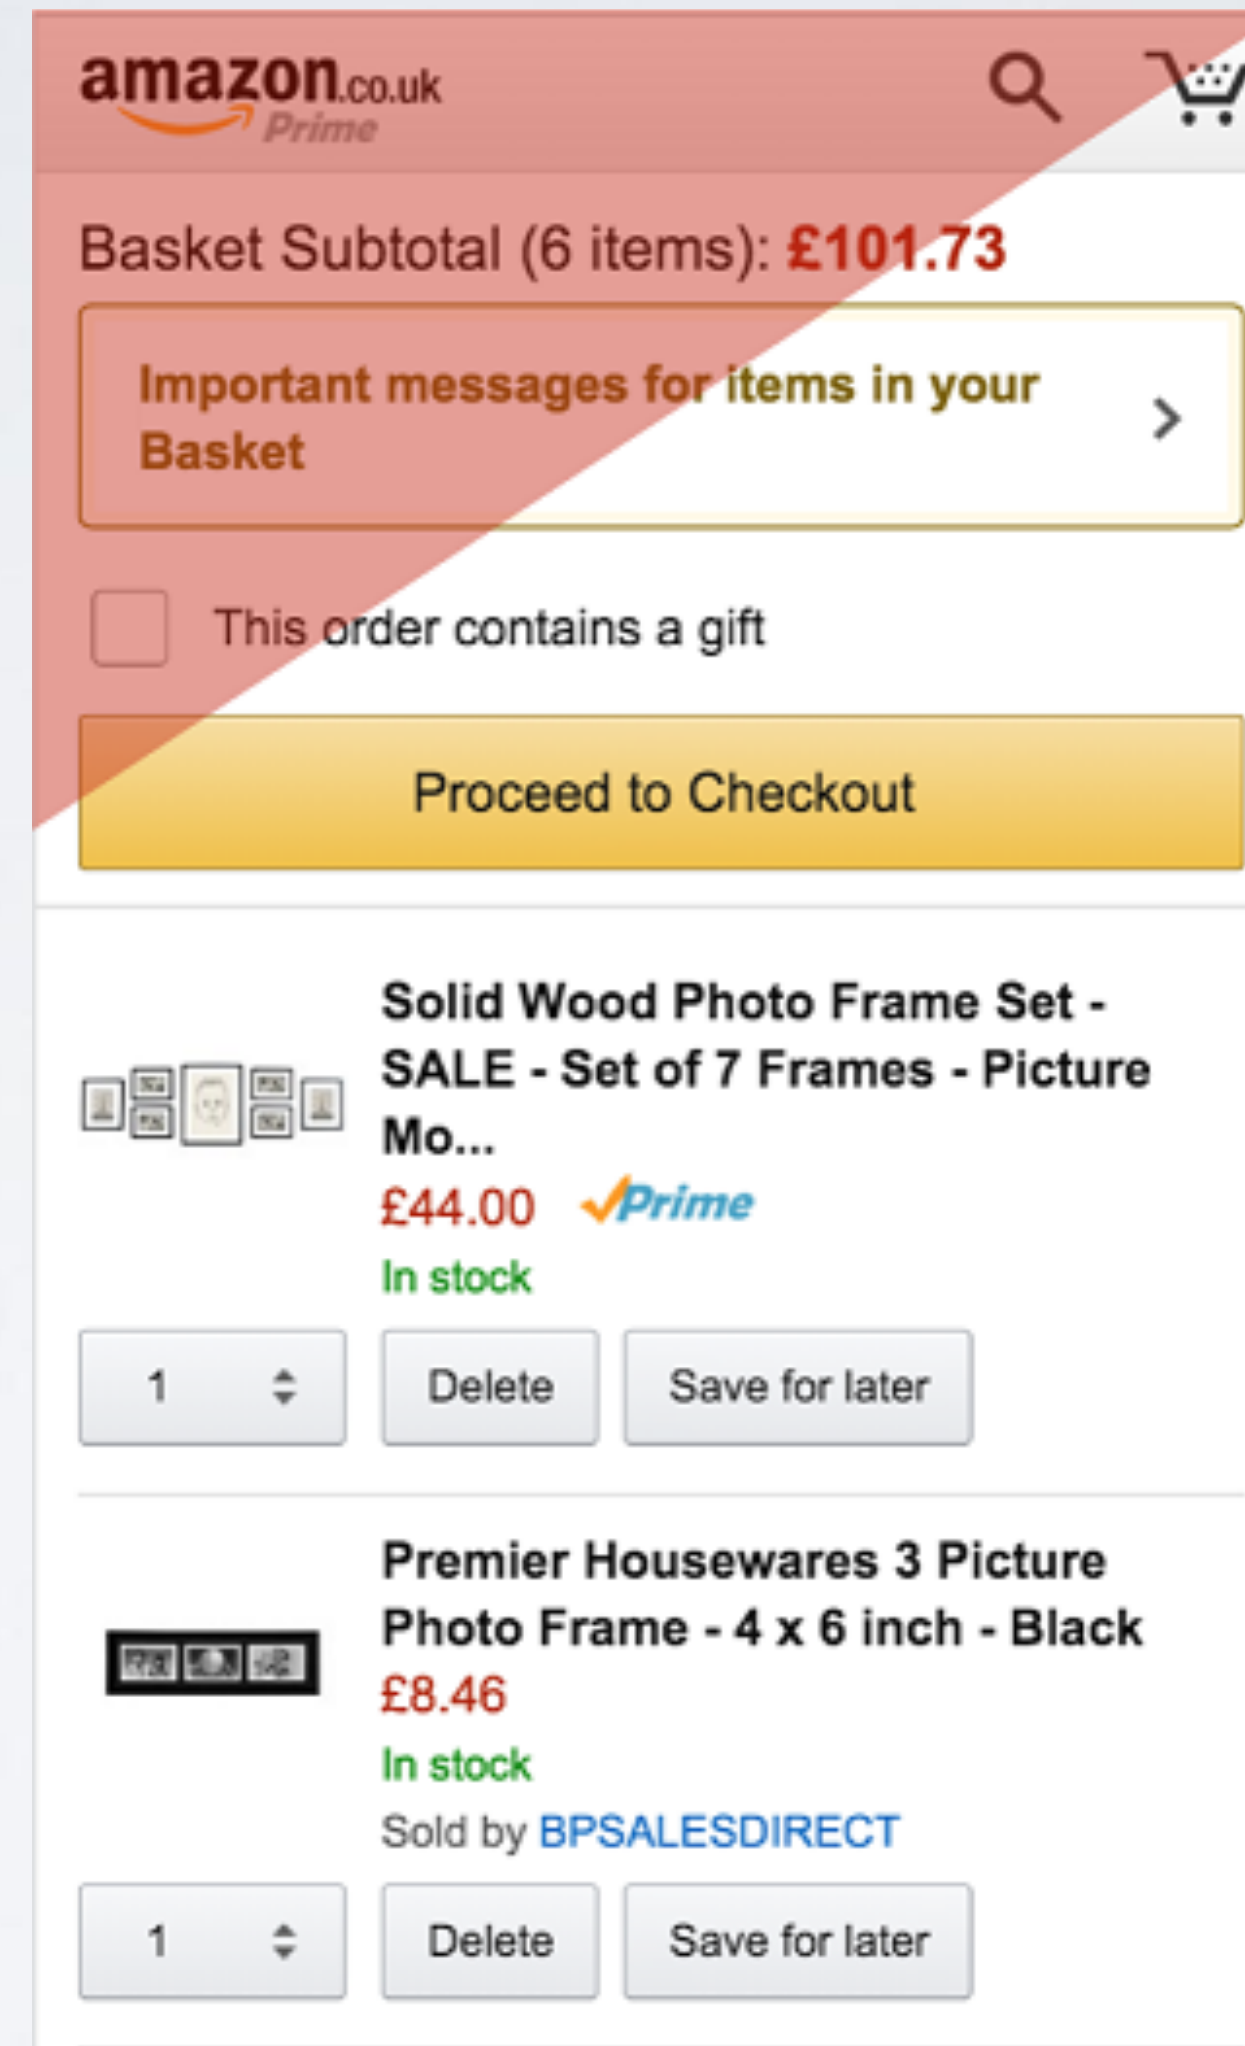 amazon.co.uk
Prime
Basket Subtotal (6 items): £101.73
Important messages for items in your
Basket
This order contains a gift
Proceed to Checkout
Solid Wood Photo Frame Set -
SALE - Set of 7 Frames - Picture
Mo...
£44.00 Prime
In stock
1 Delete Save for later
Premier Housewares 3 Picture
Photo Frame - 4 x 6 inch - Black
£8.46
In stock
Sold by BPSALESDIRECT
1 Delete Save for later